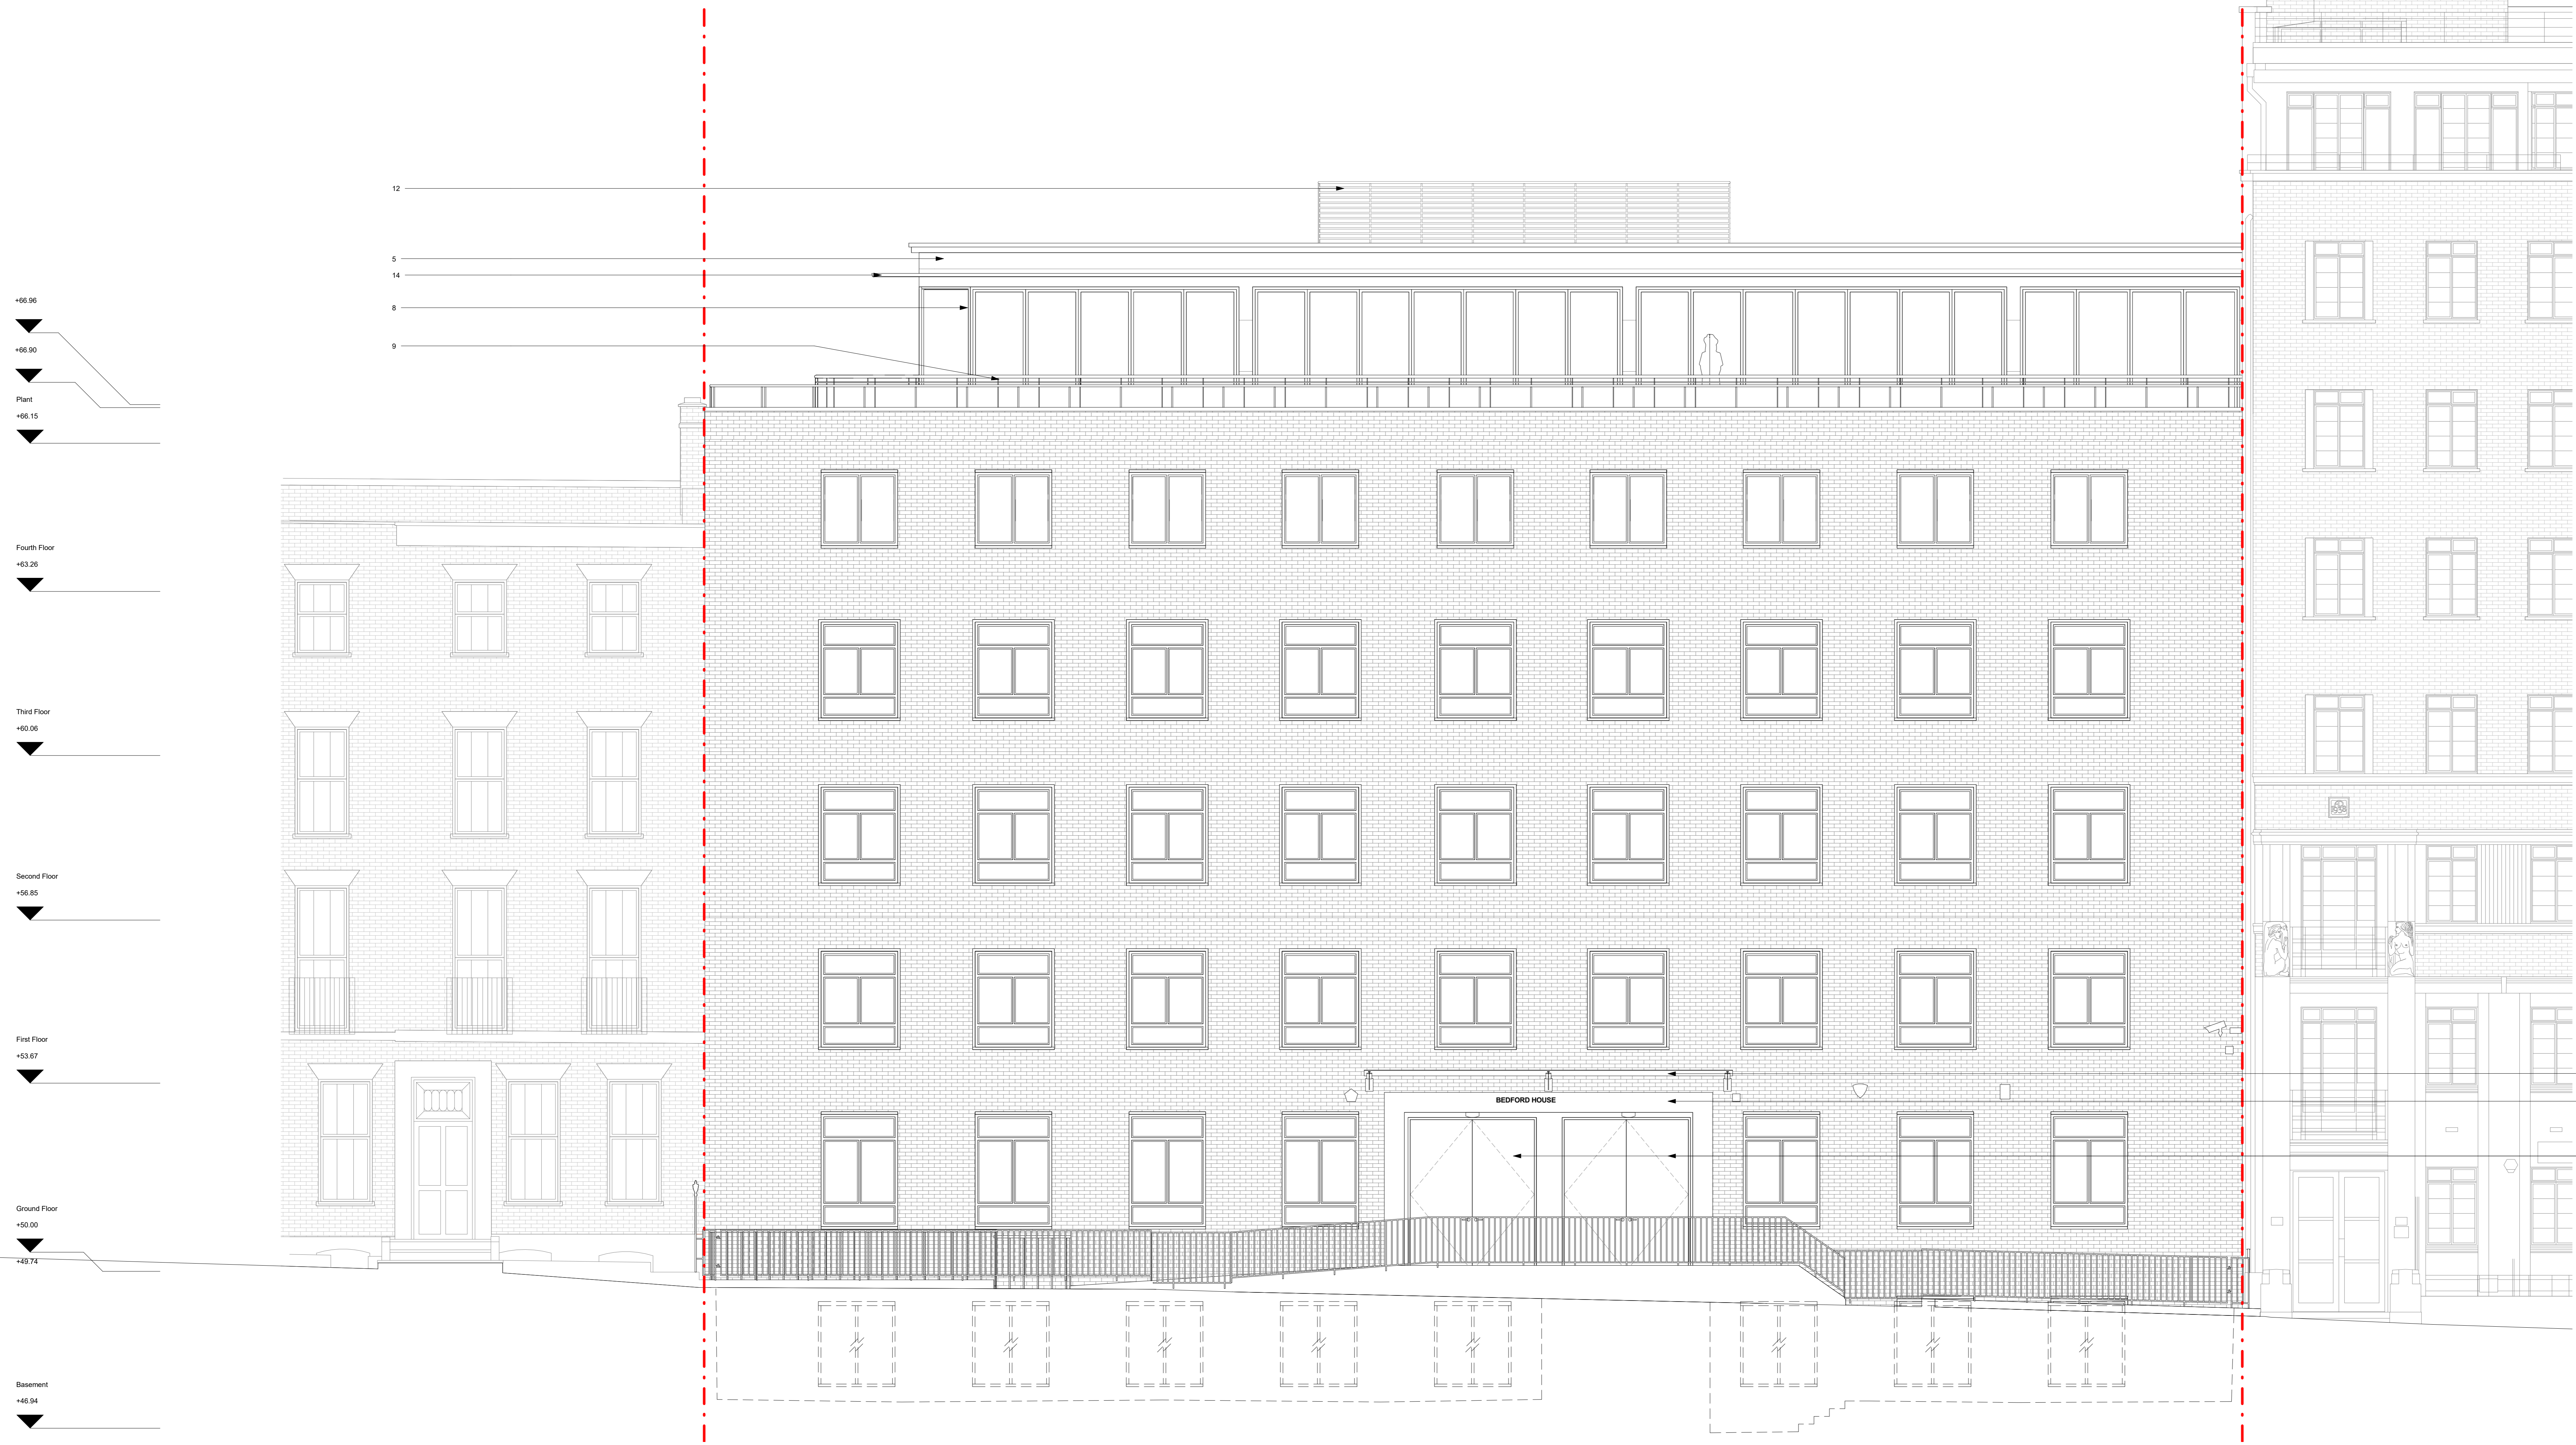 12
5
14
+66.96
8
9
+66.90
Plant
+66.15
Fourth Floor
+63.26
Third Floor
+60.06
Second Floor
+56.85
First Floor
+53.67
BEDFORD HOUSE
Ground Floor
+50.00
+49.74
Basement
+46.94